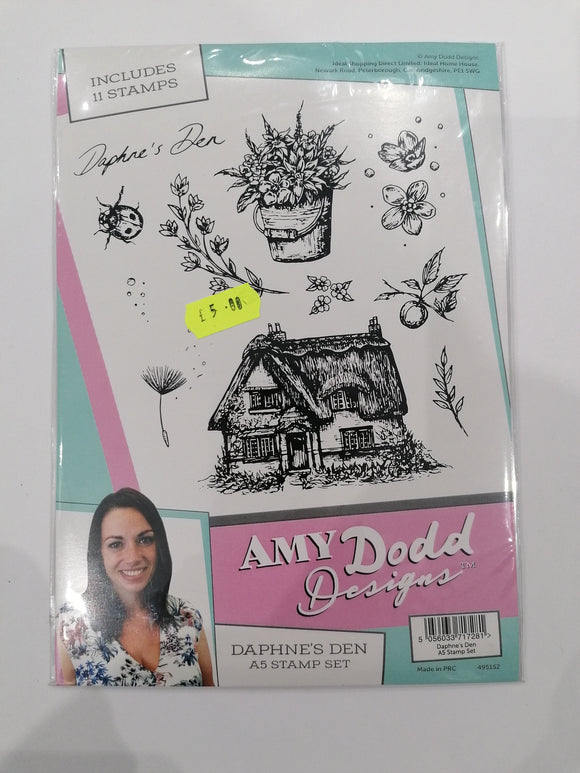 INCLUDES
11 STAMPS
© Amy Dodd Designs
Ideal Shopping Direct Limited, Ideal Home House,
Newark Road, Peterborough, Cambridgeshire, PE1 5WG
Daphne's Den
£5.00
AMY Dodd
Designs™
DAPHNE'S DEN
A5 STAMP SET
5 056033 717281 >
Daphne's Den
A5 Stamp Set
Made in PRC
495152